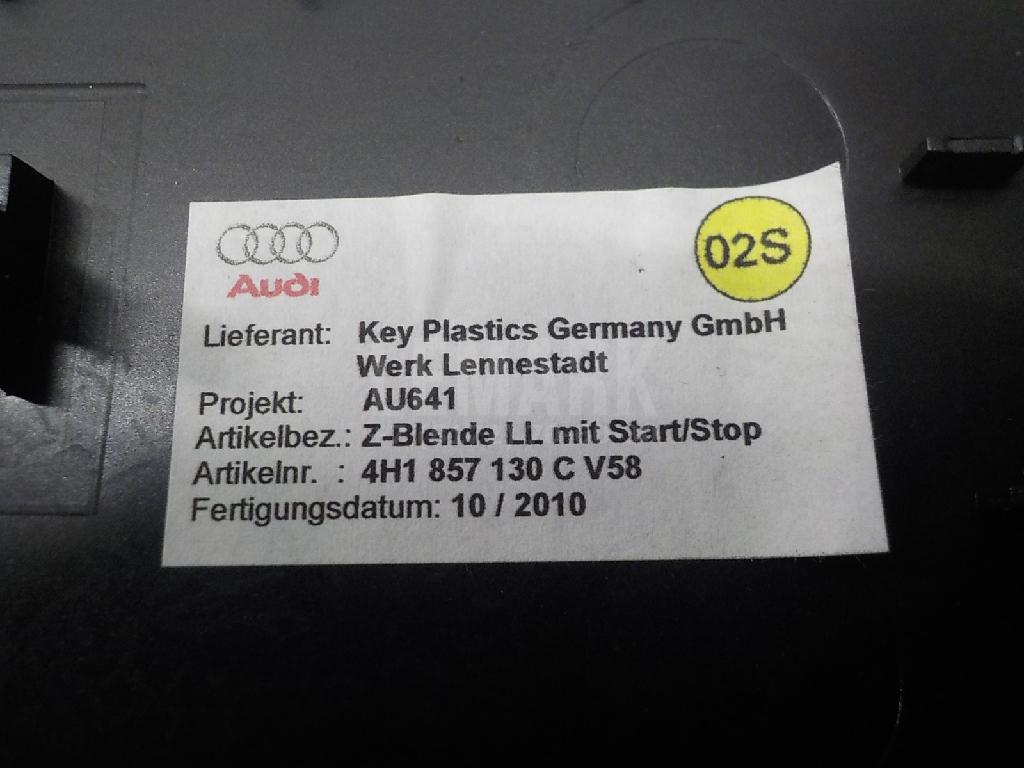 Audi
02S
Lieferant: Key Plastics Germany GmbH
Werk Lennestadt
Projekt: AU641
Artikelbez.: Z-Blende LL mit Start/Stop
Artikelnr. : 4H1 857 130 C V58
Fertigungsdatum: 10 / 2010